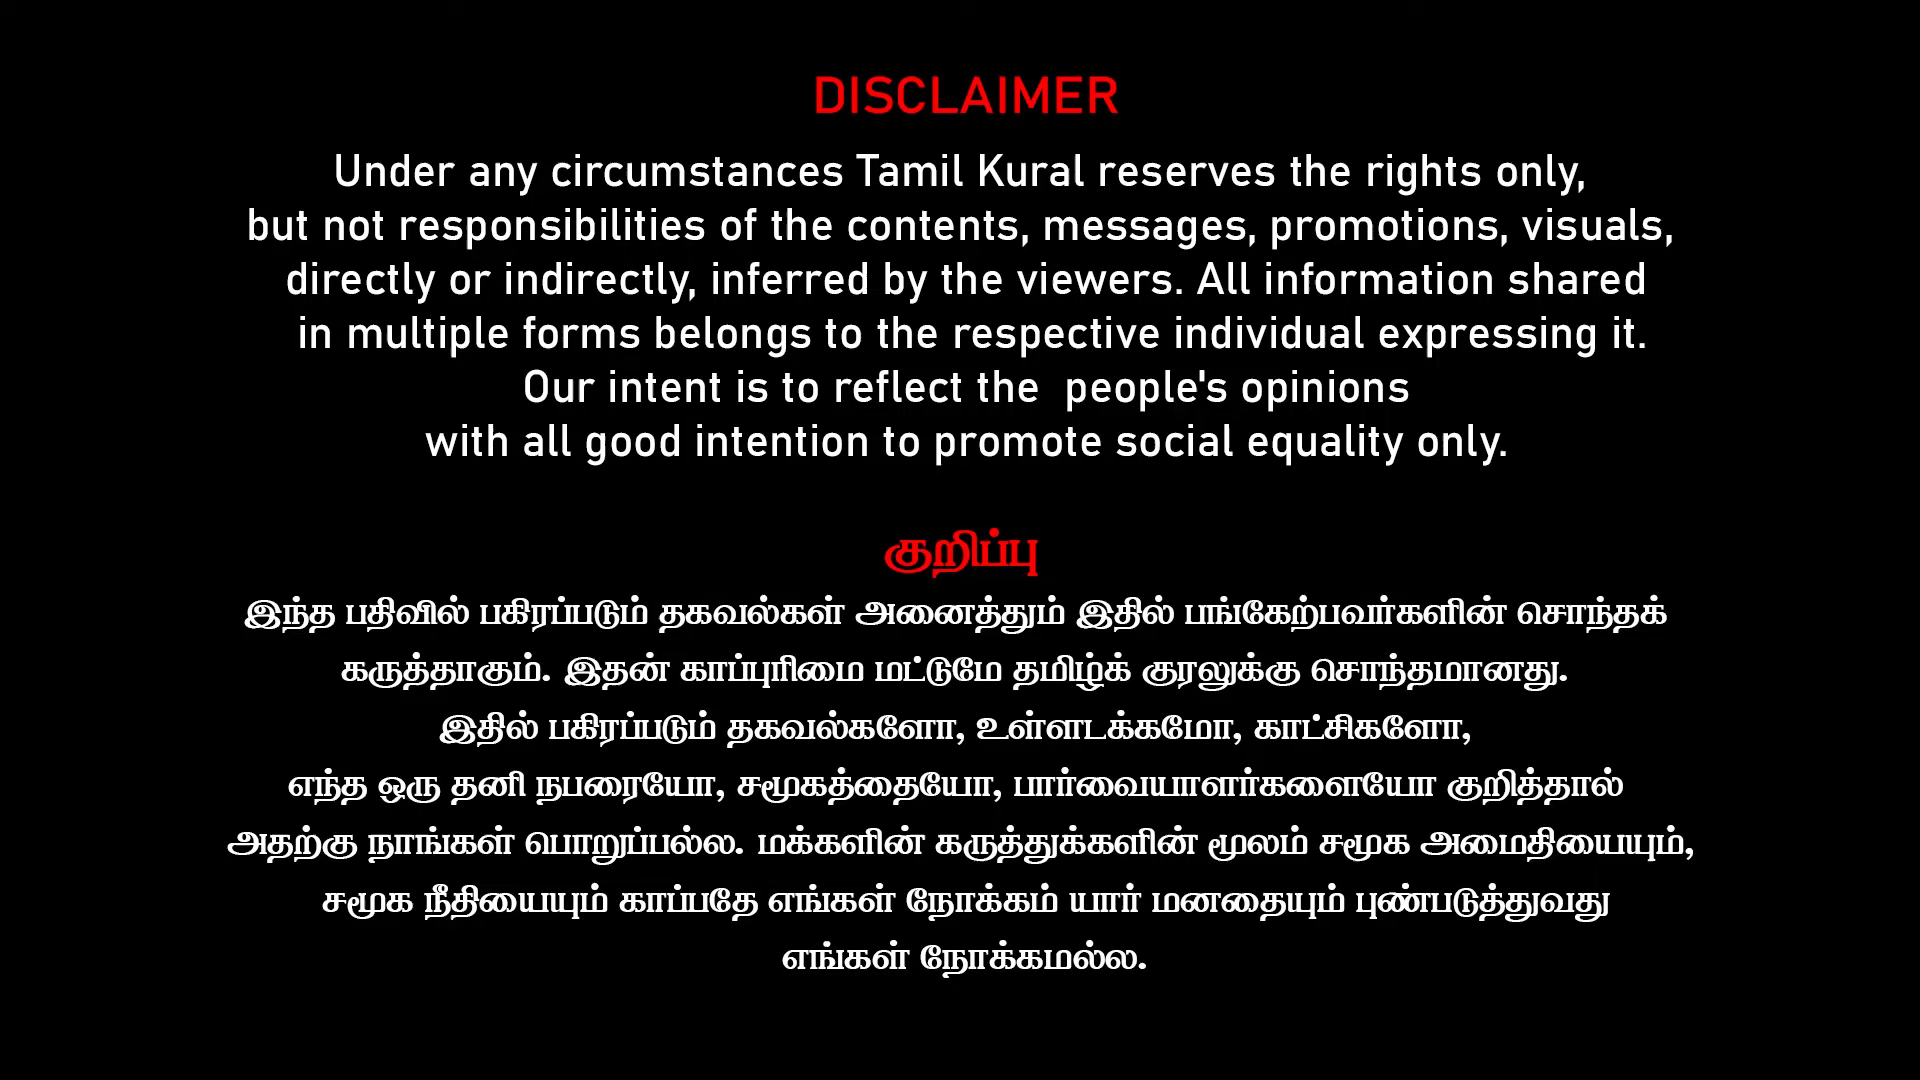 DISCLAIMER
Under any circumstances Tamil Kural reserves the rights only,
but not responsibilities of the contents, messages, promotions, visuals,
directly or indirectly, inferred by the viewers. All information shared
in multiple forms belongs to the respective individual expressing it.
Our intent is to reflect the people's opinions
with all good intention to promote social equality only.
குறிப்பு
இந்த பதிவில் பகிரப்படும் தகவல்கள் அனைத்தும் இதில் பங்கேற்பவர்களின் சொந்தக்
கருத்தாகும். இதன் காப்புரிமை மட்டுமே தமிழ்க் குரலுக்கு சொந்தமானது.
இதில் பகிரப்படும் தகவல்களோ, உள்ளடக்கமோ, காட்சிகளோ,
எந்த ஒரு தனி நபரையோ, சமூகத்தையோ, பார்வையாளர்களையோ குறித்தால்
அதற்கு நாங்கள் பொறுப்பல்ல. மக்களின் கருத்துக்களின் மூலம் சமூக அமைதியையும்,
சமூக நீதியையும் காப்பதே எங்கள் நோக்கம் யார் மனதையும் புண்படுத்துவது
எங்கள் நோக்கமல்ல.